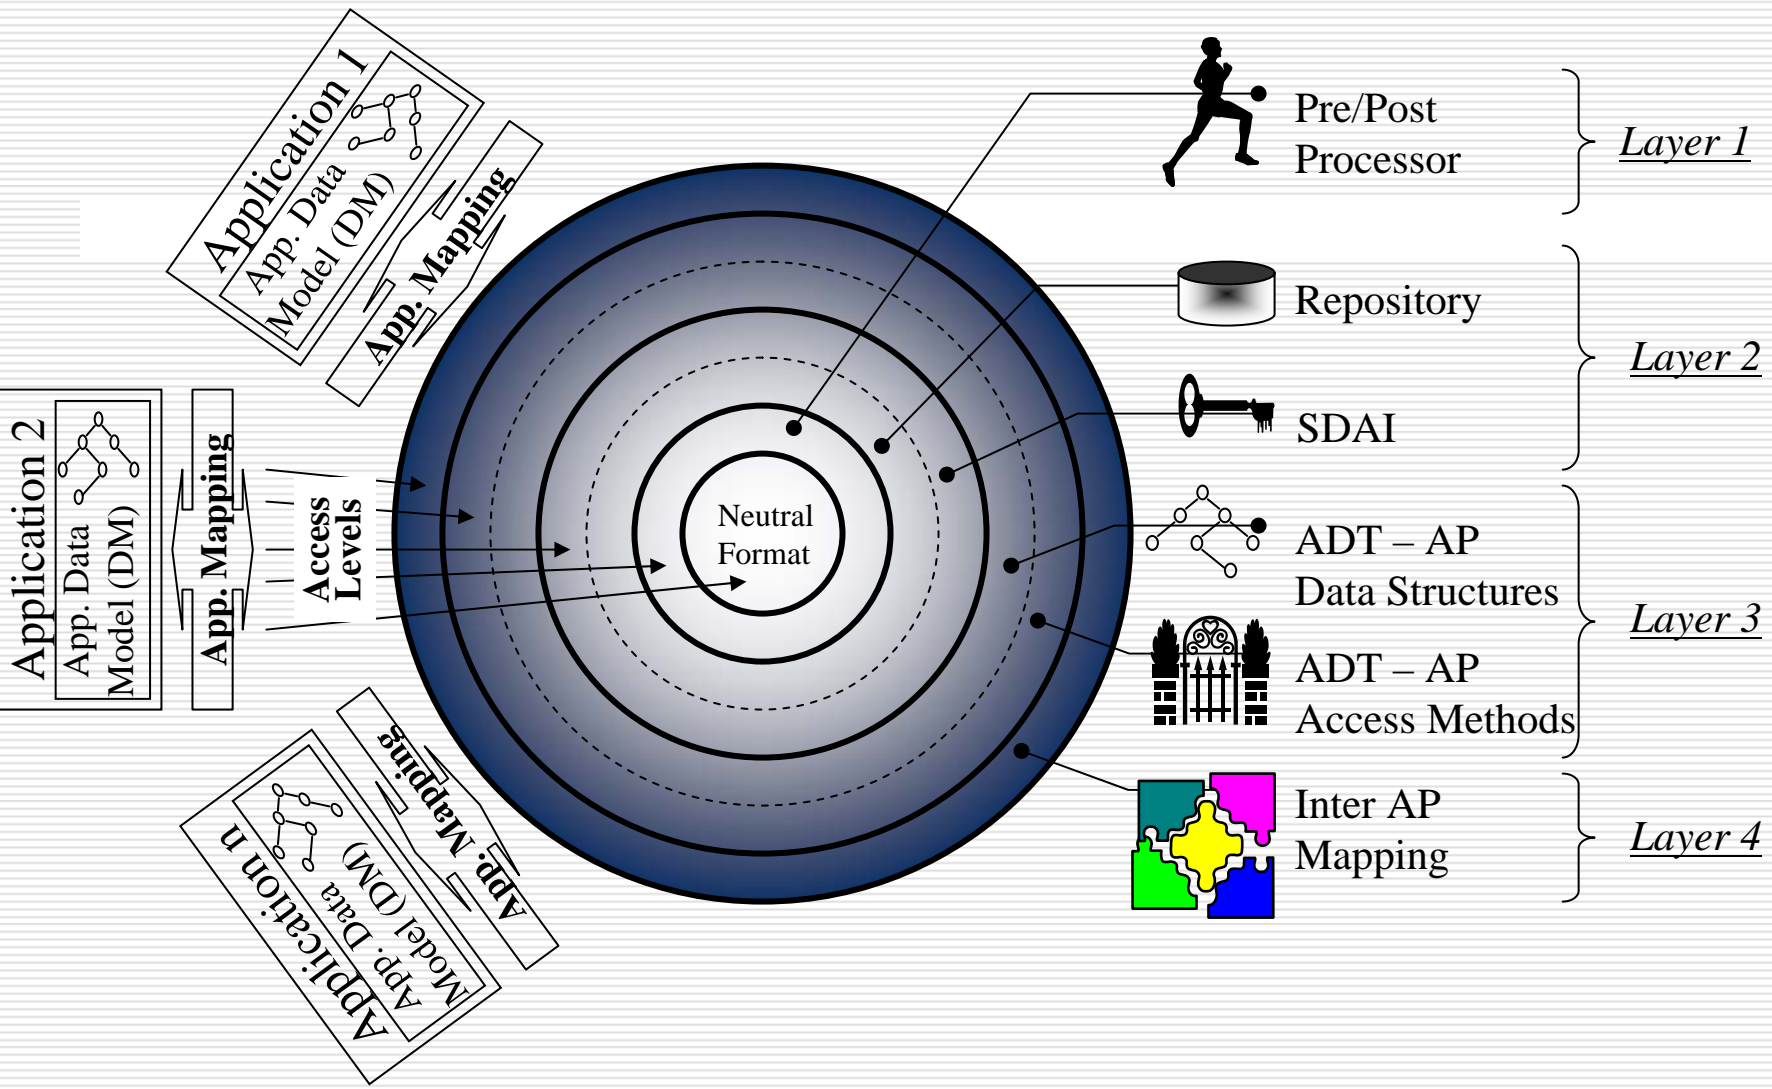 Application 1
App. Data
Model (DM)
App. Mapping
Application 2
App. Data
Model (DM)
App. Mapping
Access
Levels
Application n
App. Data
Model (DM)
App. Mapping
Neutral
Format
Pre/Post
Processor
Layer 1
Repository
SDAI
Layer 2
ADT – AP
Data Structures
ADT – AP
Access Methods
Layer 3
Inter AP
Mapping
Layer 4